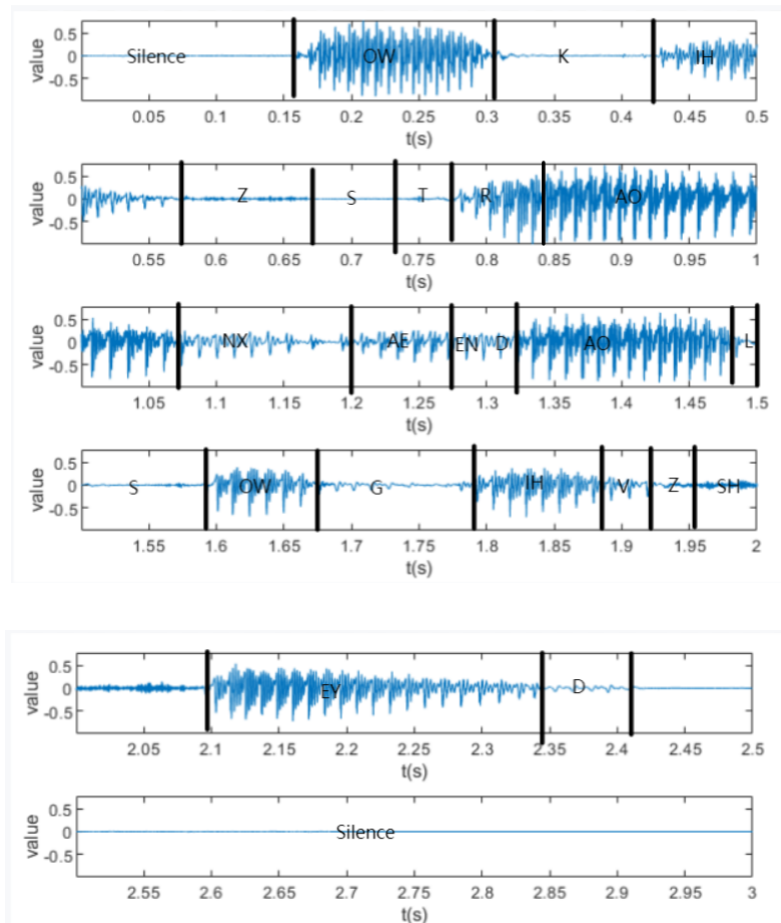 0.5
0
-0.5
value
Silence OW K IH
0.05 0.1 0.15 0.2 0.25 0.3 0.35 0.4 0.45 0.5
t(s)
0.5
0
-0.5
value
Z S T R AO
0.55 0.6 0.65 0.7 0.75 0.8 0.85 0.9 0.95 1
t(s)
0.5
0
-0.5
value
NX AE EN D AO L
1.05 1.1 1.15 1.2 1.25 1.3 1.35 1.4 1.45 1.5
t(s)
0.5
0
-0.5
value
S OW G IH V Z SH
1.55 1.6 1.65 1.7 1.75 1.8 1.85 1.9 1.95 2
t(s)
0.5
0
-0.5
value
EY D
2.05 2.1 2.15 2.2 2.25 2.3 2.35 2.4 2.45 2.5
t(s)
0.5
0
-0.5
value
Silence
2.55 2.6 2.65 2.7 2.75 2.8 2.85 2.9 2.95 3
t(s)